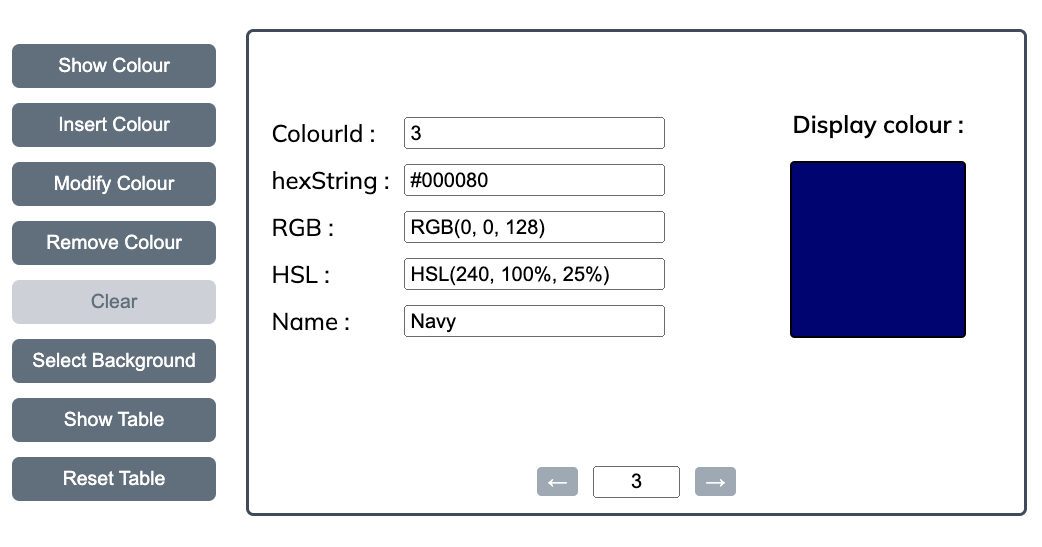 Show Colour
Insert Colour
Modify Colour
Remove Colour
Clear
Select Background
Show Table
Reset Table
ColourId : 3
hexString : #000080
RGB : RGB(0, 0, 128)
HSL : HSL(240, 100%, 25%)
Name : Navy
Display colour :
← 3 →